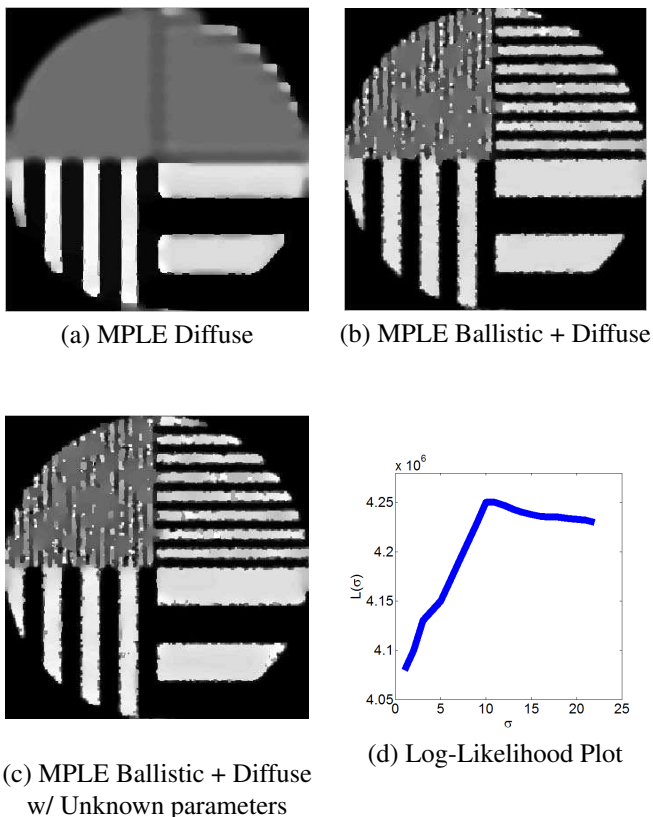 (a) MPLE Diffuse
(b) MPLE Ballistic + Diffuse
(c) MPLE Ballistic + Diffuse
w/ Unknown parameters
x 10^6
4.25
4.2
4.15
4.1
4.05
L(σ)
0
5
10
15
20
25
σ
(d) Log-Likelihood Plot